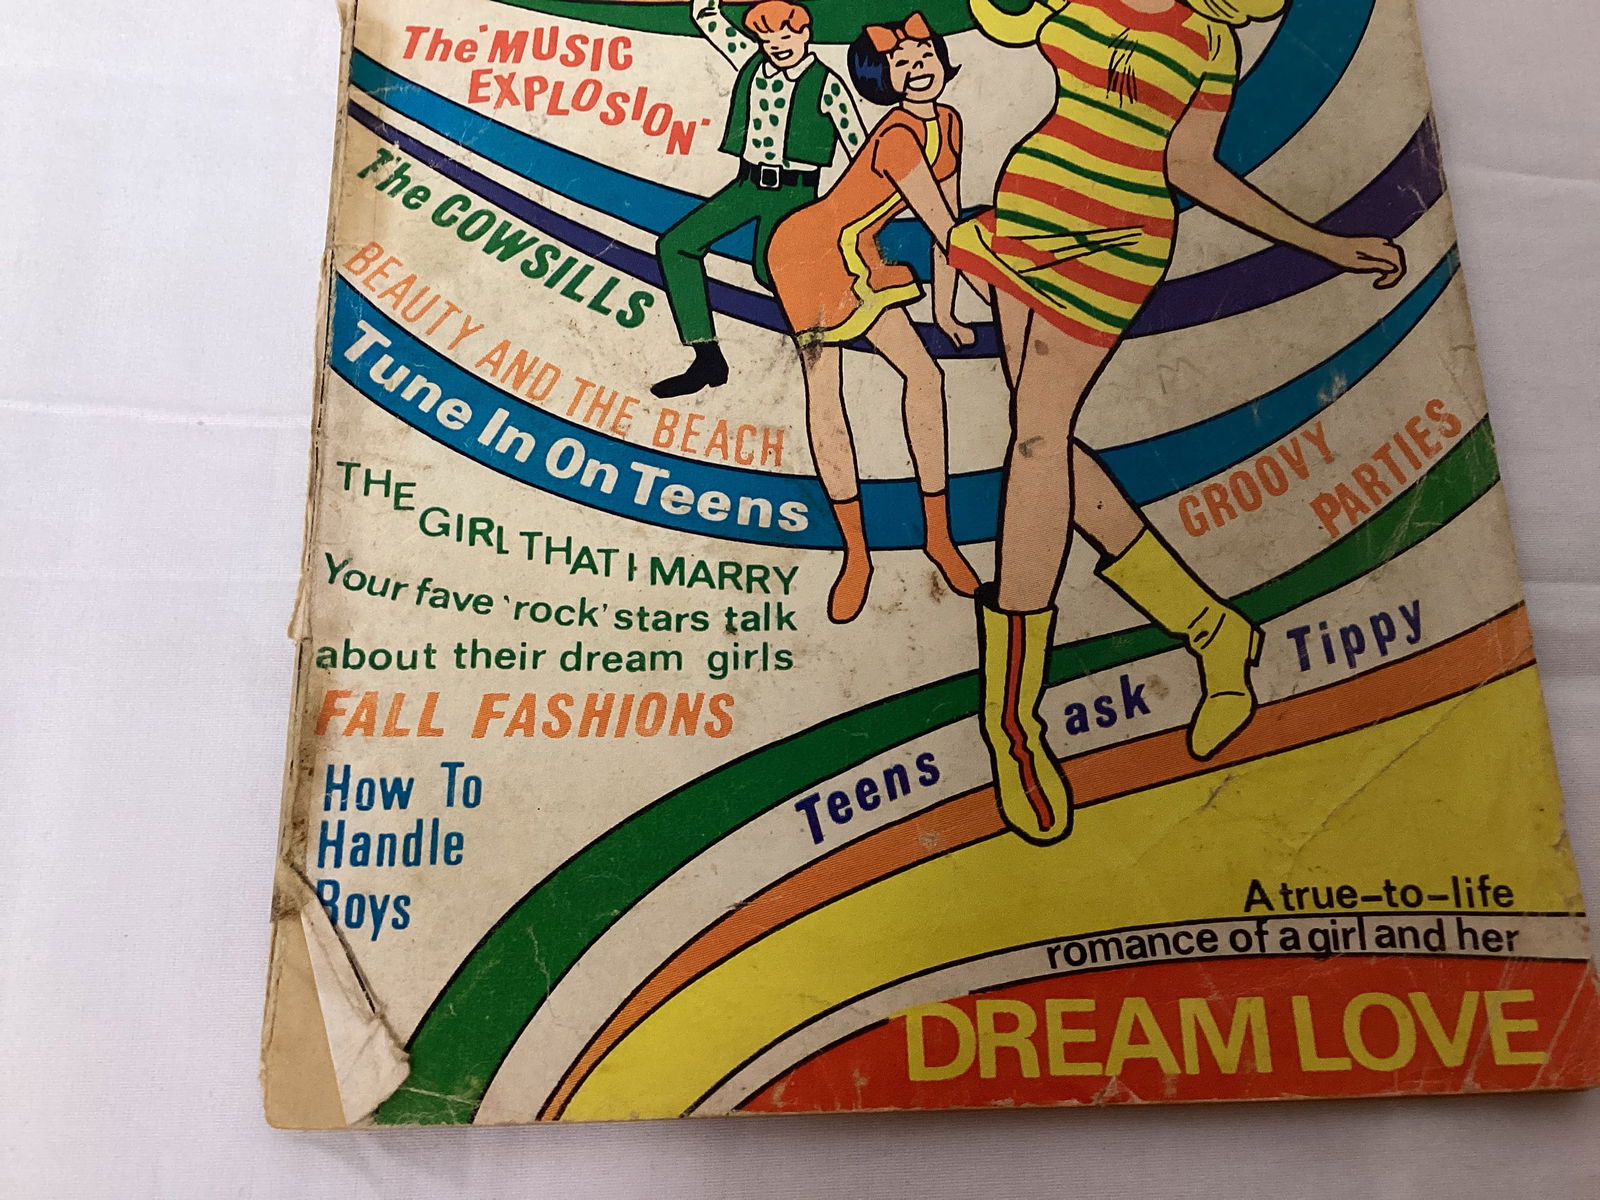 The "MUSIC
EXPLOSION"
The COWSILLS
BEAUTY AND THE BEACH
Tune In On Teens
THE GIRL THAT I MARRY
Your fave 'rock' stars talk
about their dream girls
FALL FASHIONS
How To
Handle
Boys
GROOVY
PARTIES
Teens ask Tippy
A true-to-life
romance of a girl and her
DREAM LOVE